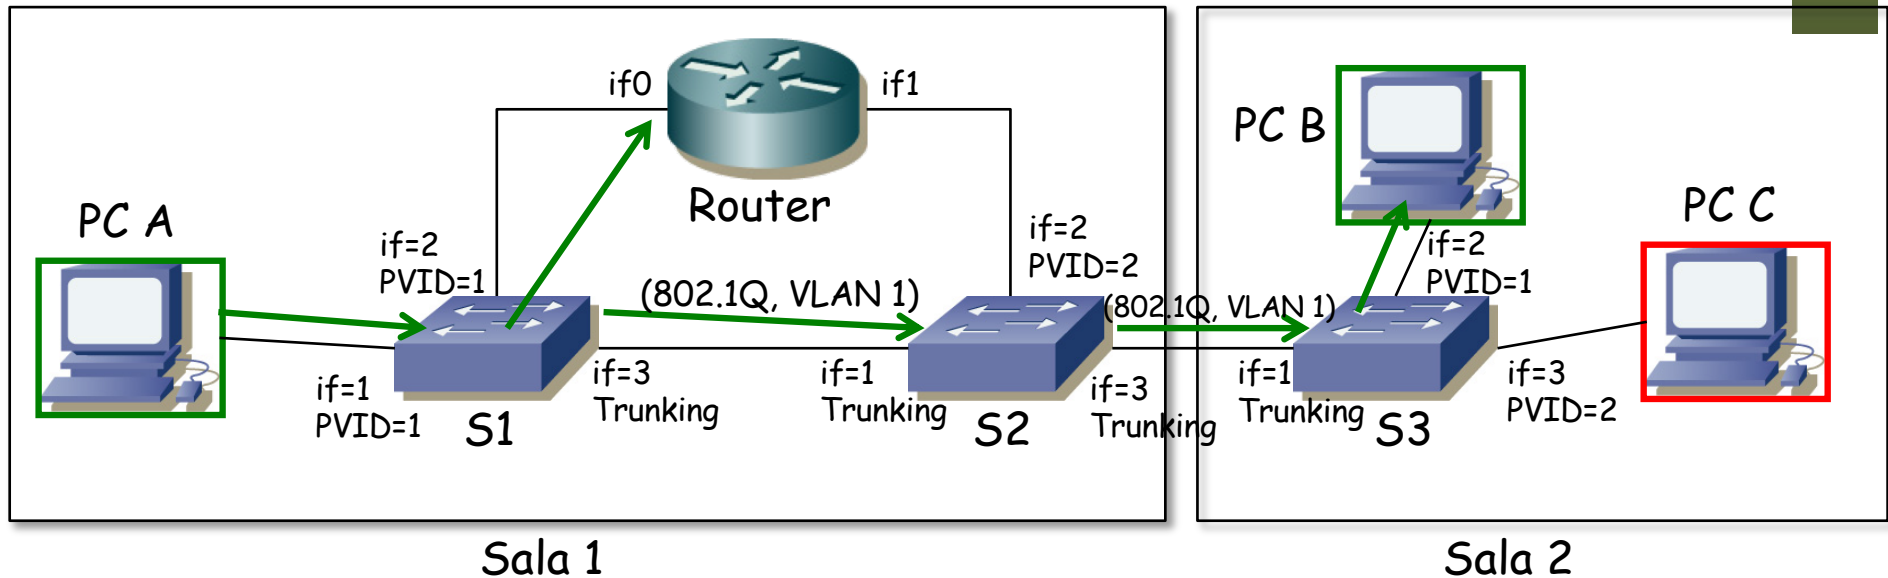 if0
if1
Router
PC A
if=2
PVID=1
if=1
PVID=1
S1
if=3
Trunking
(802.1Q, VLAN 1)
if=1
Trunking
S2
if=2
PVID=2
if=3
Trunking
(802.1Q, VLAN 1)
Sala 1
PC B
PC C
if=2
PVID=1
if=1
Trunking
S3
if=3
PVID=2
Sala 2